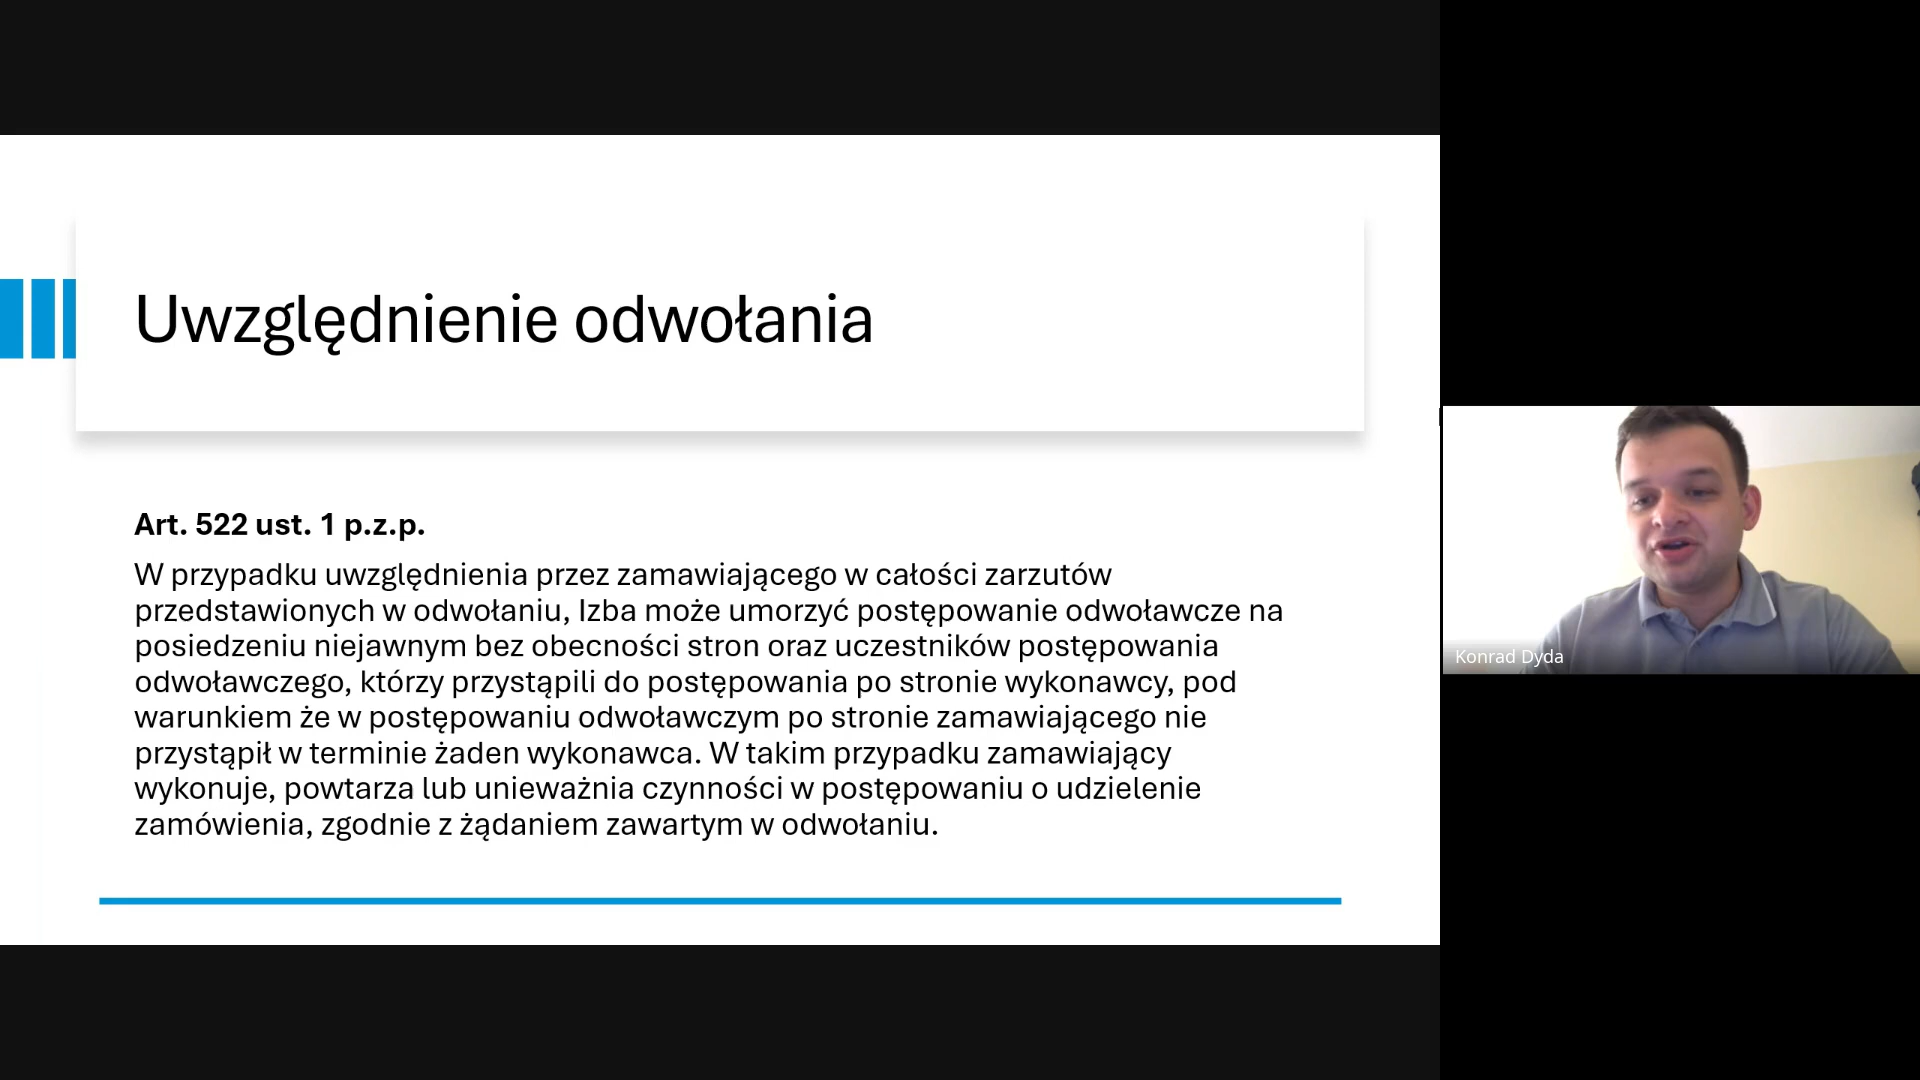 Uwzględnienie odwołania
Art. 522 ust. 1 p.z.p.
W przypadku uwzględnienia przez zamawiającego w całości zarzutów
przedstawionych w odwołaniu, Izba może umorzyć postępowanie odwoławcze na
posiedzeniu niejawnym bez obecności stron oraz uczestników postępowania
odwoławczego, którzy przystąpili do postępowania po stronie wykonawcy, pod
warunkiem że w postępowaniu odwoławczym po stronie zamawiającego nie
przystąpił w terminie żaden wykonawca. W takim przypadku zamawiający
wykonuje, powtarza lub unieważnia czynności w postępowaniu o udzielenie
zamówienia, zgodnie z żądaniem zawartym w odwołaniu.
Konrad Dyda